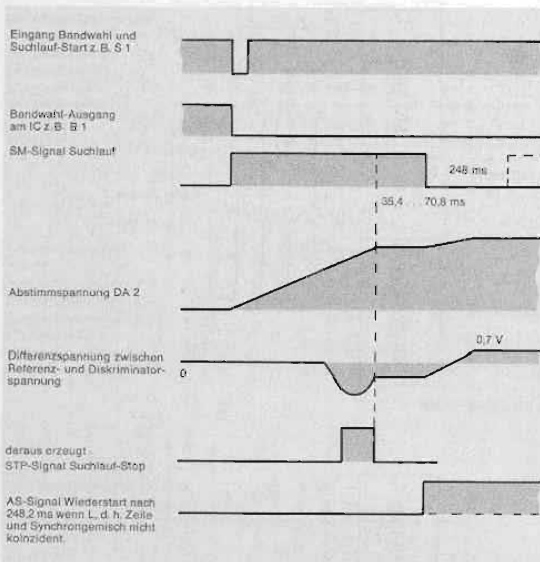 Eingang Bandwahl und
Suchlauf-Start z. B. S 1
Bandwahl-Ausgang
am IC z. B. B 1
SM-Signal Suchlauf
248 ms
35,4 . . . 70,8 ms
Abstimmspannung DA 2
Differenzspannung zwischen
Referenz- und Diskriminator-
spannung
0
0,7 V
daraus erzeugt
STP-Signal Suchlauf-Stop
AS-Signal Wiederstart nach
248,2 ms wenn L, d. h. Zeile
und Synchrongemisch nicht
koinzident.